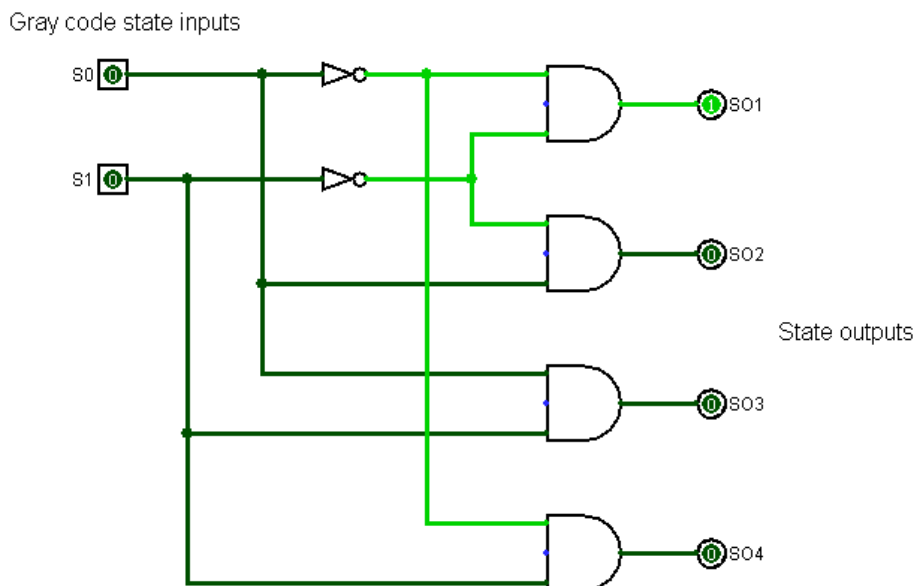 Gray code state inputs
S0 0
1 SO1
S1 0
0 SO2
State outputs
0 SO3
0 SO4